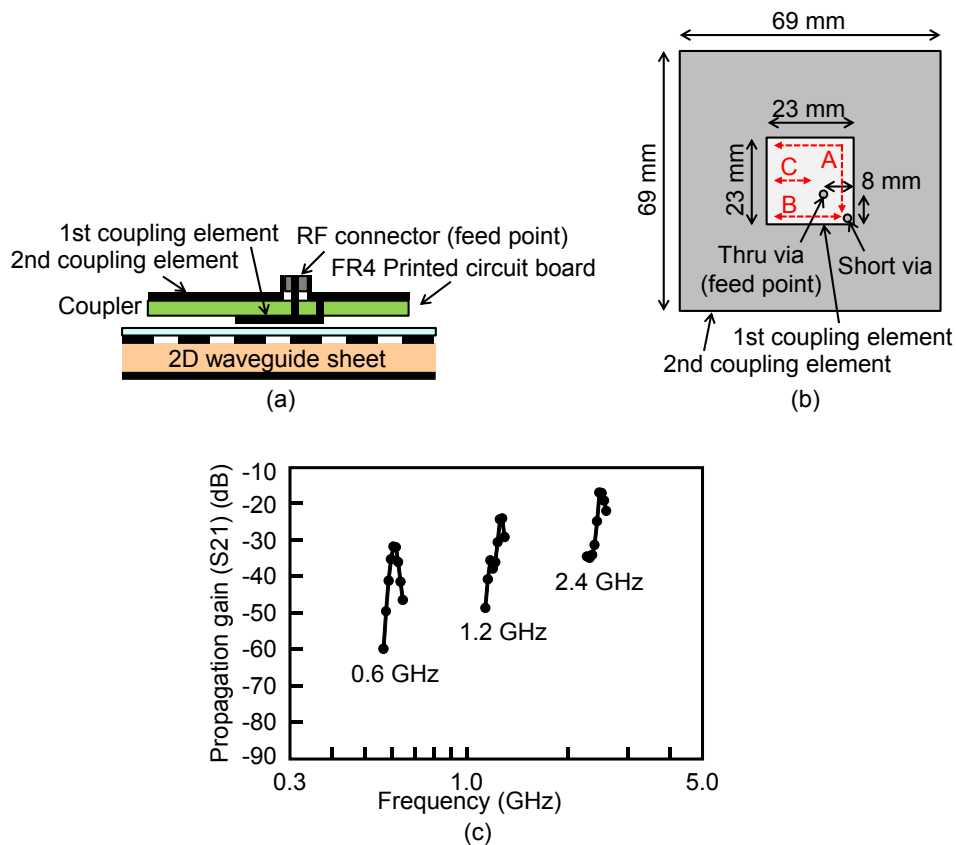 1st coupling element
2nd coupling element
Coupler
RF connector (feed point)
FR4 Printed circuit board
2D waveguide sheet
(a)
69 mm
69 mm
23 mm
23 mm
A
C
B
8 mm
Thru via
(feed point)
Short via
1st coupling element
2nd coupling element
(b)
Propagation gain (S21) (dB)
-10
-20
-30
-40
-50
-60
-70
-80
-90
0.6 GHz
1.2 GHz
2.4 GHz
0.3
1.0
5.0
Frequency (GHz)
(c)